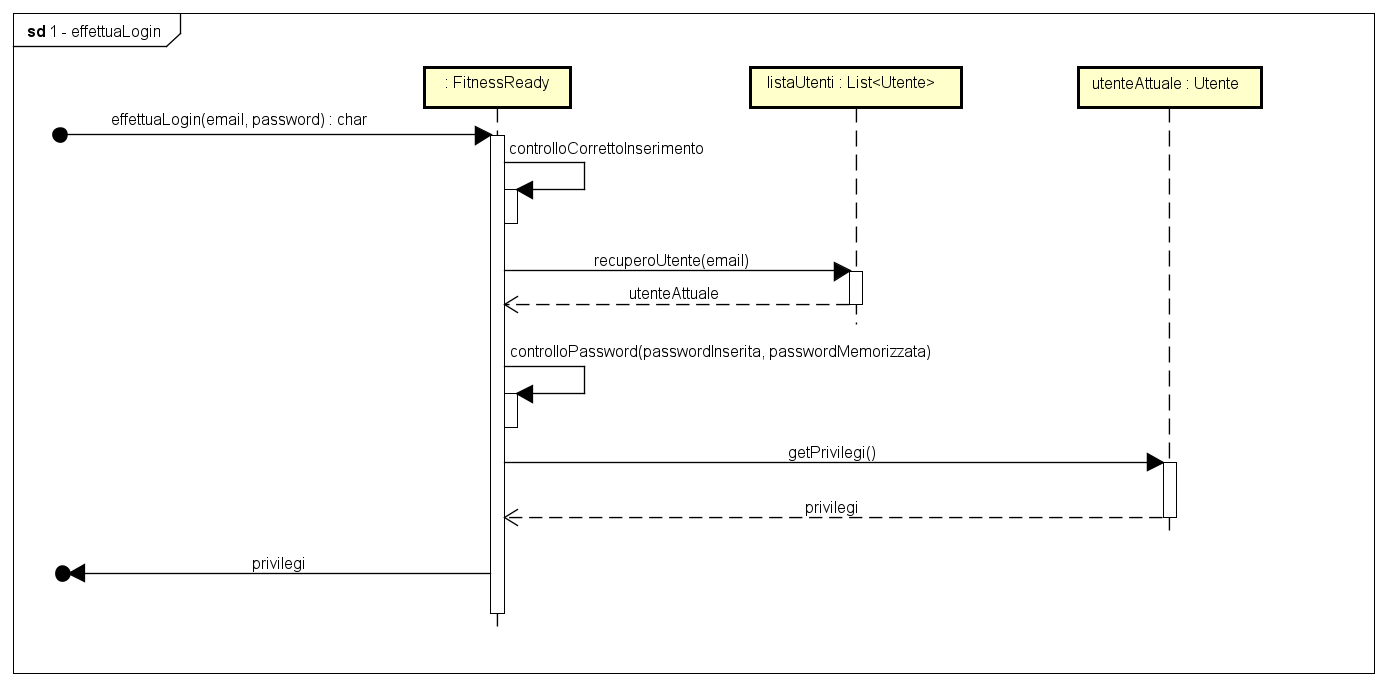 sd 1 - effettuaLogin
: FitnessReady
listaUtenti : List<Utente>
utenteAttuale : Utente
effettuaLogin(email, password) : char
controlloCorrettoInserimento
recuperoUtente(email)
utenteAttuale
controlloPassword(passwordInserita, passwordMemorizzata)
getPrivilegi()
privilegi
privilegi